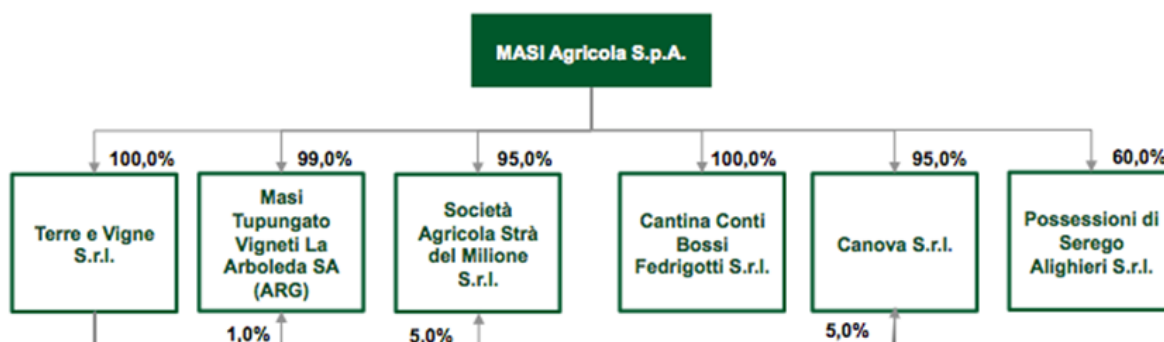 MASI Agricola S.p.A.
100,0%
99,0%
95,0%
100,0%
95,0%
60,0%
Terre e Vigne
S.r.l.
Masi
Tupungato
Vigneti La
Arboleda SA
(ARG)
Società
Agricola Strà
del Milione
S.r.l.
Cantina Conti
Bossi
Fedrigotti S.r.l.
Canova S.r.l.
Possessioni di
Serego
Alighieri S.r.l.
1,0%
5,0%
5,0%